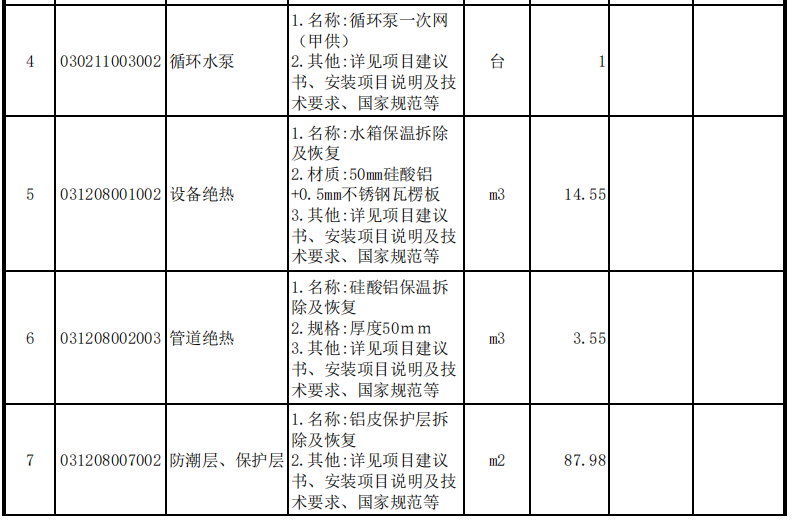 4
030211003002
循环水泵
1.名称:循环泵一次网
（甲供）
2.其他:详见项目建议
书、安装项目说明及技
术要求、国家规范等
台
1
5
031208001002
设备绝热
1.名称:水箱保温拆除
及恢复
2.材质:50mm硅酸铝
+0.5mm不锈钢瓦楞板
3.其他:详见项目建议
书、安装项目说明及技
术要求、国家规范等
m3
14.55
6
031208002003
管道绝热
1.名称:硅酸铝保温拆
除及恢复
2.规格:厚度50ｍｍ
3.其他:详见项目建议
书、安装项目说明及技
术要求、国家规范等
m3
3.55
7
031208007002
防潮层、保护层
1.名称:铝皮保护层拆
除及恢复
2.其他:详见项目建议
书、安装项目说明及技
术要求、国家规范等
m2
87.98